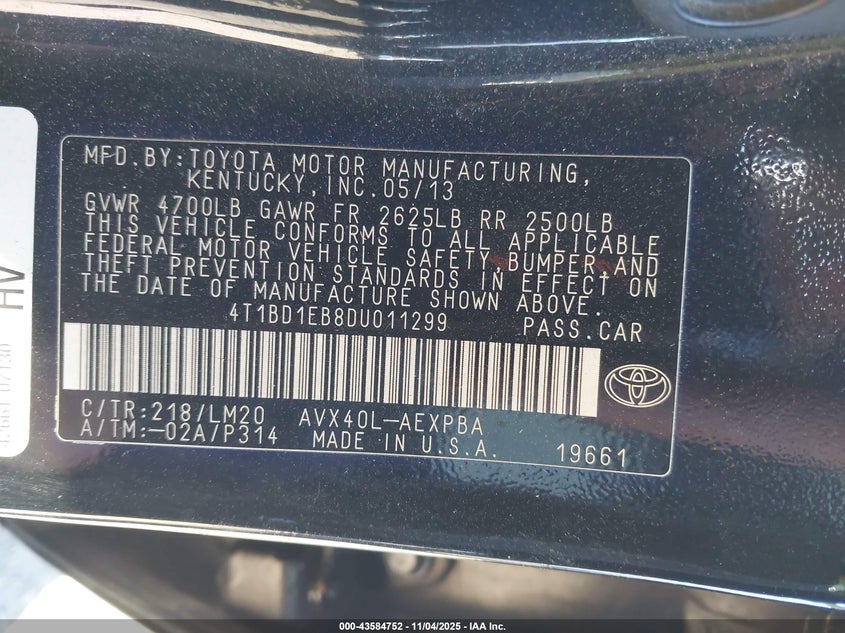 MFD.BY:TOYOTA MOTOR MANUFACTURING,
KENTUCKY,INC.05/13
GVWR 4700LB GAWR FR 2625LB RR 2500LB
THIS VEHICLE CONFORMS TO ALL APPLICABLE
FEDERAL MOTOR VEHICLE SAFETY,BUMPER,AND
THEFT PREVENTION STANDARDS IN EFFECT ON
THE DATE OF MANUFACTURE SHOWN ABOVE.
4T1BD1EB8DU011299 PASS.CAR
C/TR:218/LM20 AVX40L-AEXPBA
A/TM:-02A/P314 MADE IN U.S.A. 19661
HV
000-43584752 - 11/04/2025 - IAA Inc.